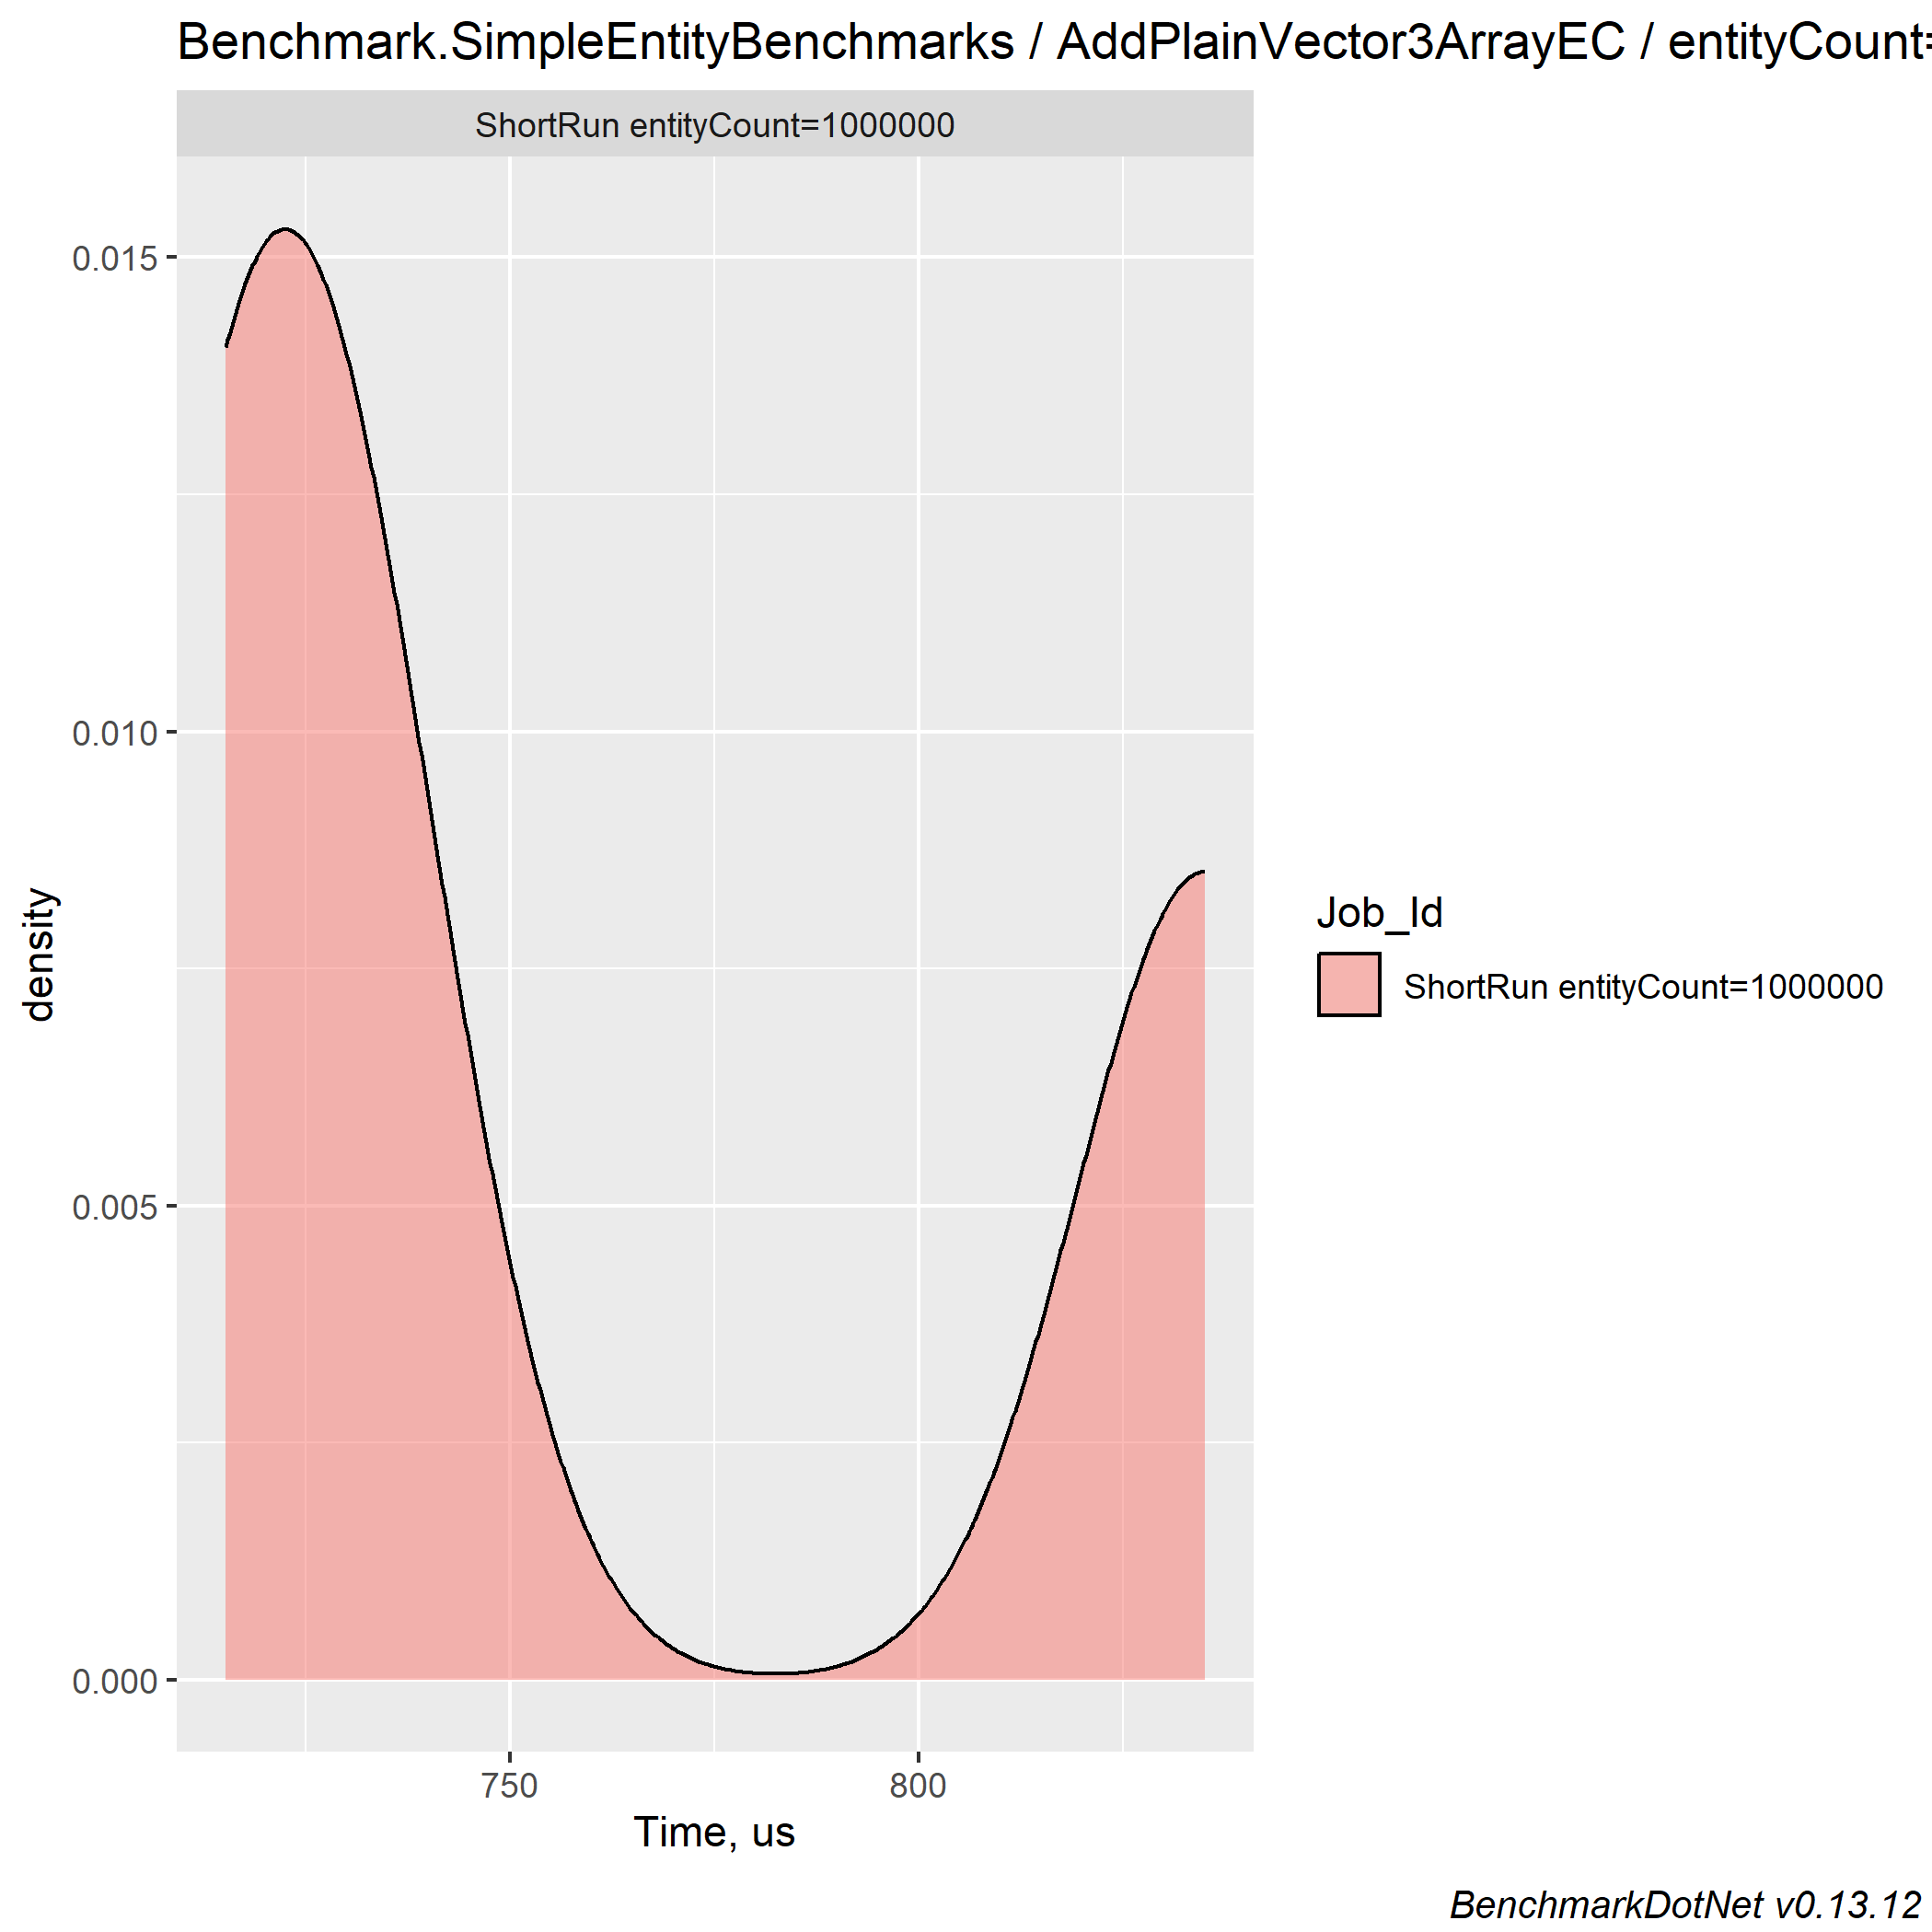 Benchmark.SimpleEntityBenchmarks / AddPlainVector3ArrayEC / entityCount=
ShortRun entityCount=1000000
0.015
0.010
0.005
0.000
density
750
800
Time, us
Job_Id
ShortRun entityCount=1000000
BenchmarkDotNet v0.13.12